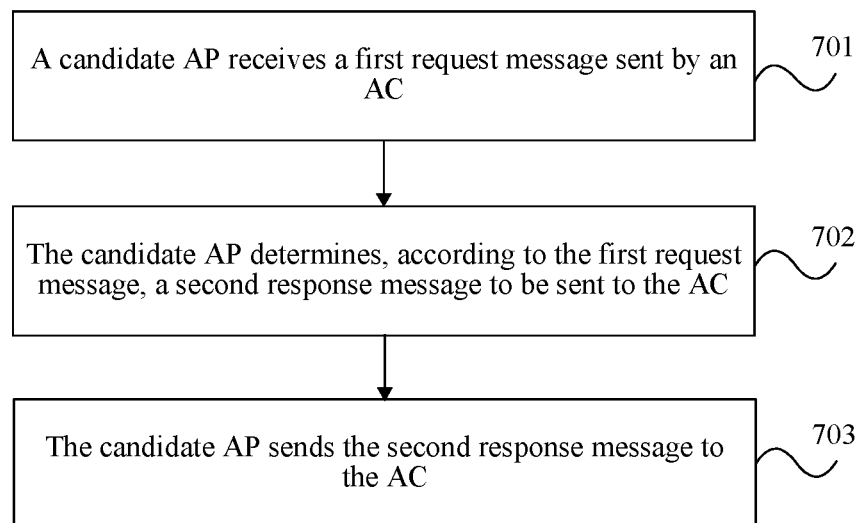 A candidate AP receives a first request message sent by an
AC
701
The candidate AP determines, according to the first request
message, a second response message to be sent to the AC
702
The candidate AP sends the second response message to
the AC
703